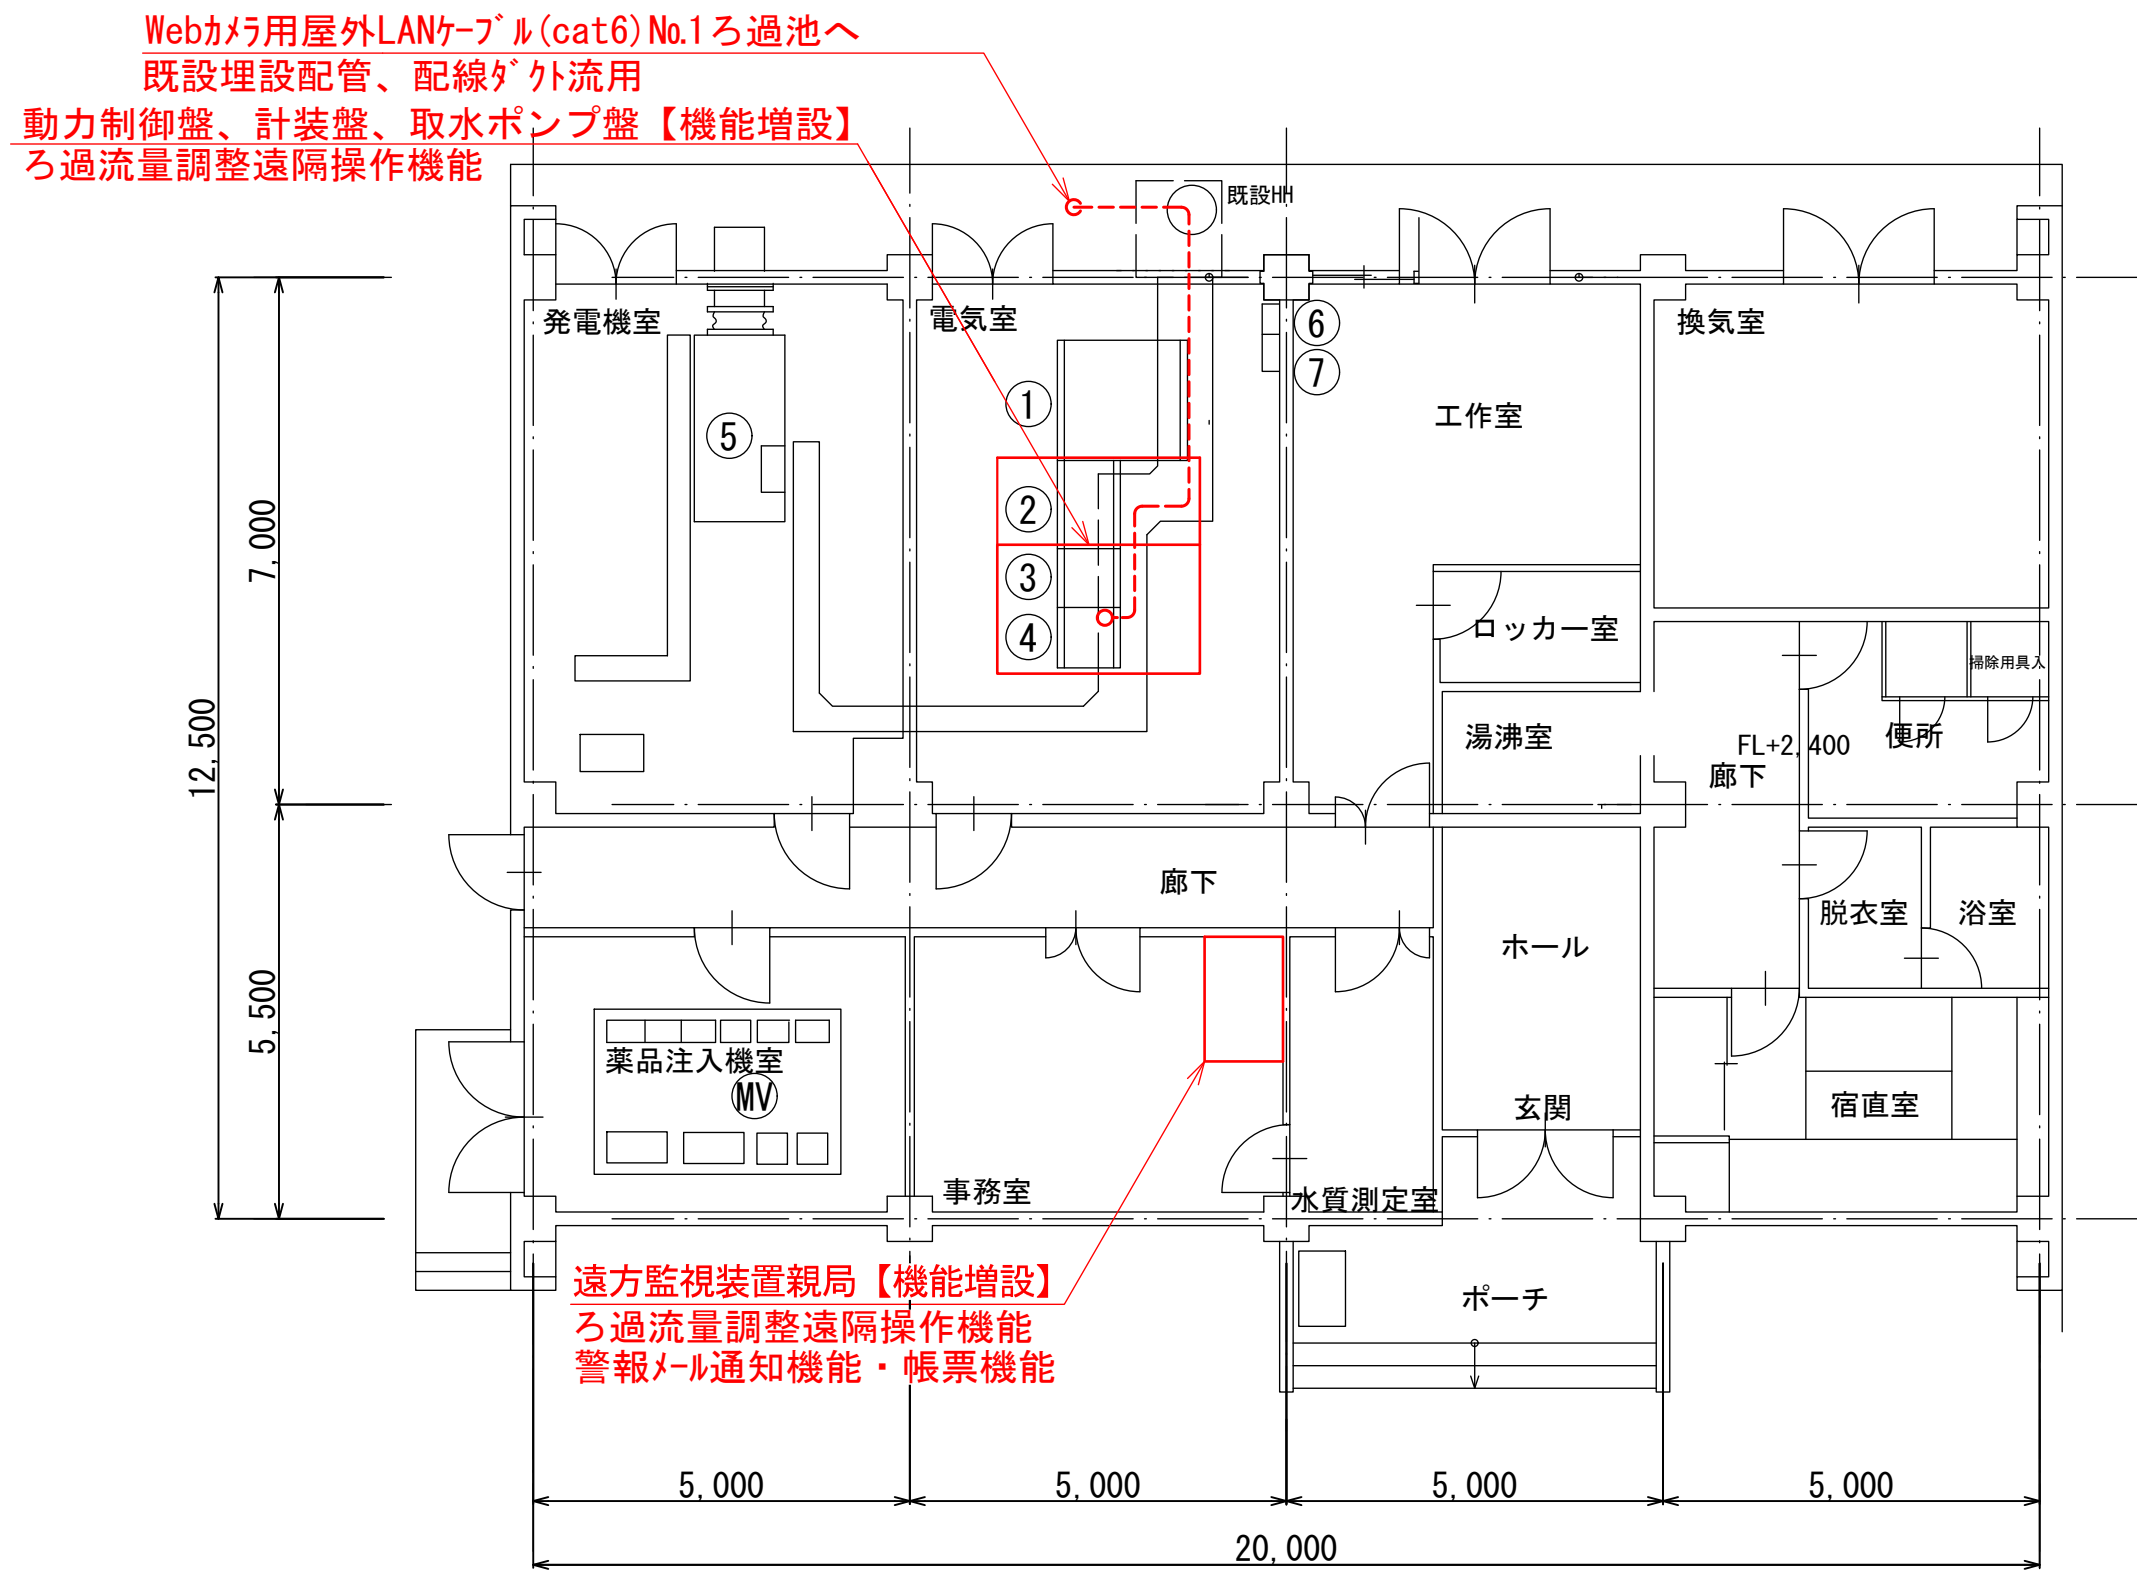 Webカメラ用屋外LANケーブル(cat6)No.1ろ過池へ
既設埋設配管、配線ダクト流用
動力制御盤、計装盤、取水ポンプ盤【機能増設】
ろ過流量調整遠隔操作機能
既設HH
発電機室
電気室
⑥
換気室
⑦
①
工作室
⑤
②
7,000
③
ロッカー室
④
掃除用具入
12,500
湯沸室
FL+2,400
便所
廊下
廊下
脱衣室
浴室
ホール
5,500
薬品注入機室
MV
玄関
宿直室
事務室
水質測定室
遠方監視装置親局【機能増設】
ろ過流量調整遠隔操作機能
警報メール通知機能・帳票機能
ポーチ
5,000
5,000
5,000
5,000
20,000